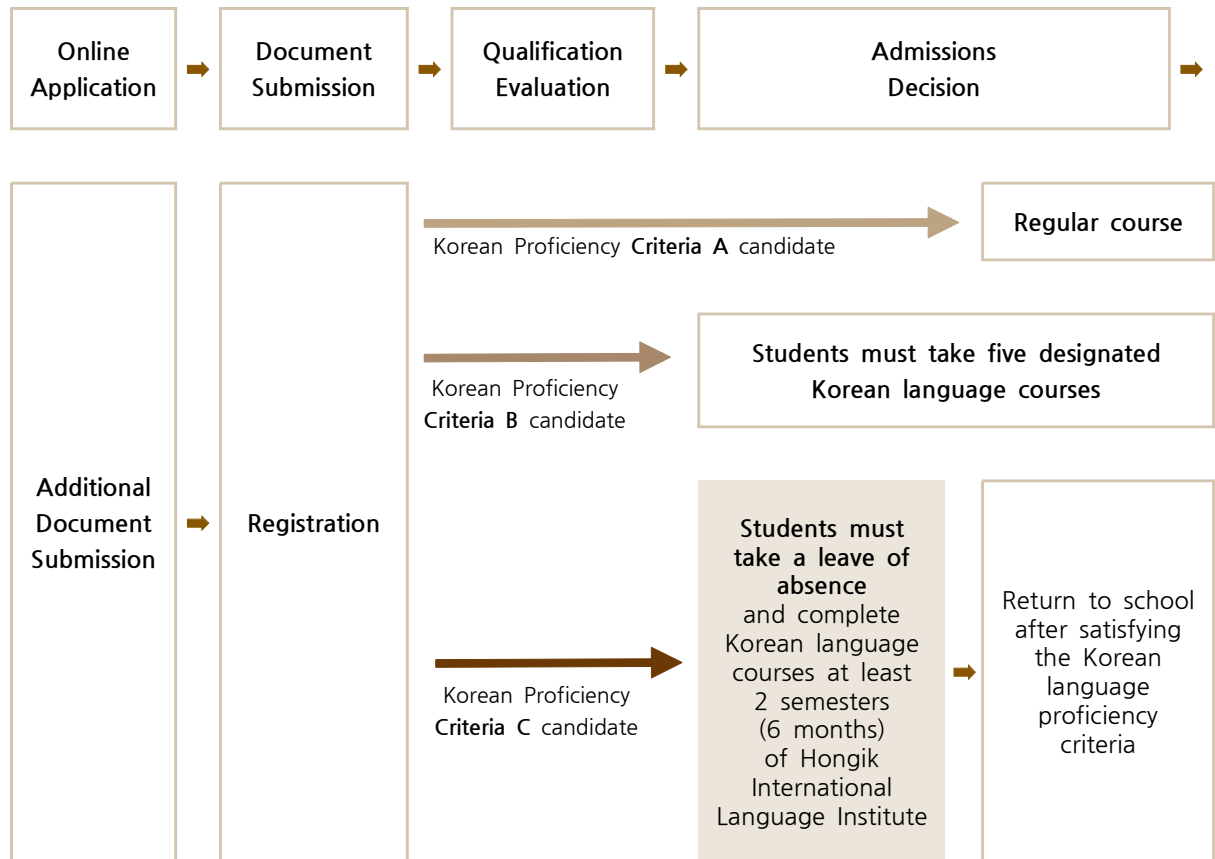 Online
Application
Document
Submission
Qualification
Evaluation
Admissions
Decision
Additional
Document
Submission
Registration
Korean Proficiency Criteria A candidate
Regular course
Korean Proficiency
Criteria B candidate
Students must take five designated
Korean language courses
Korean Proficiency
Criteria C candidate
Students must
take a leave of
absence
and complete
Korean language
courses at least
2 semesters
(6 months)
of Hongik
International
Language Institute
Return to school
after satisfying
the Korean
language
proficiency
criteria